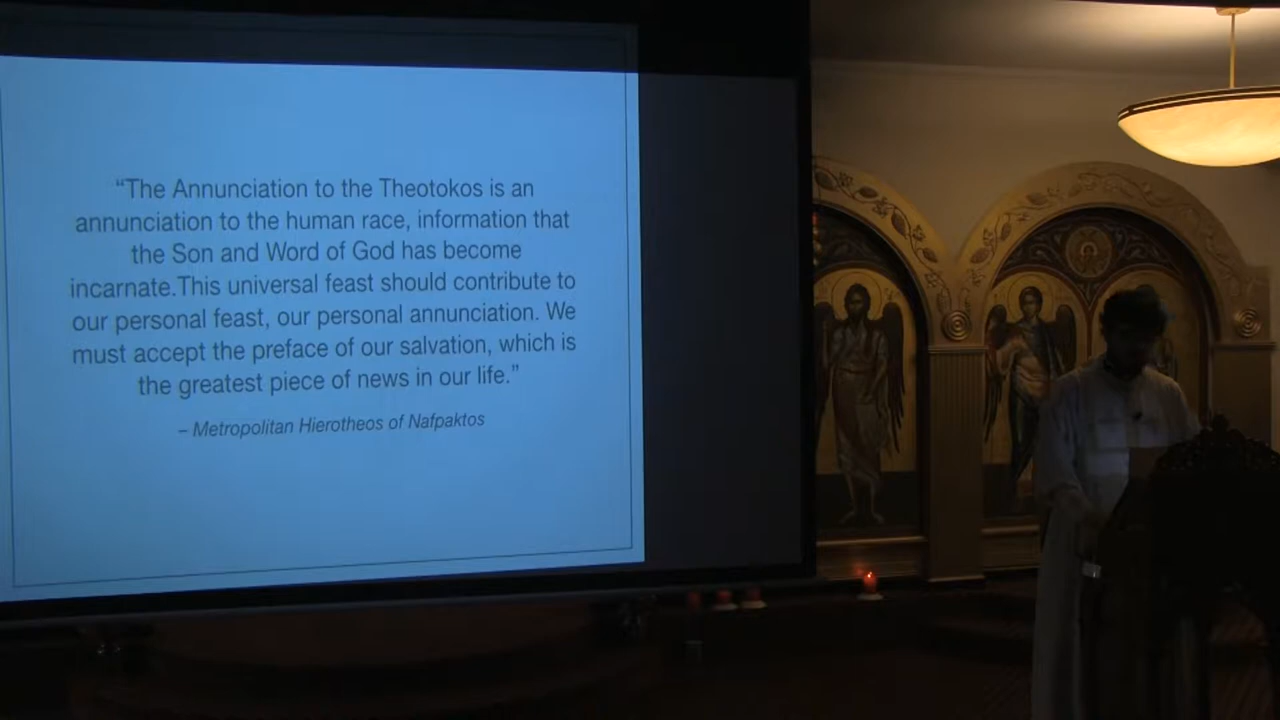 “The Annunciation to the Theotokos is an
annunciation to the human race, information that
the Son and Word of God has become
incarnate.This universal feast should contribute to
our personal feast, our personal annunciation. We
must accept the preface of our salvation, which is
the greatest piece of news in our life.”
– Metropolitan Hierotheos of Nafpaktos